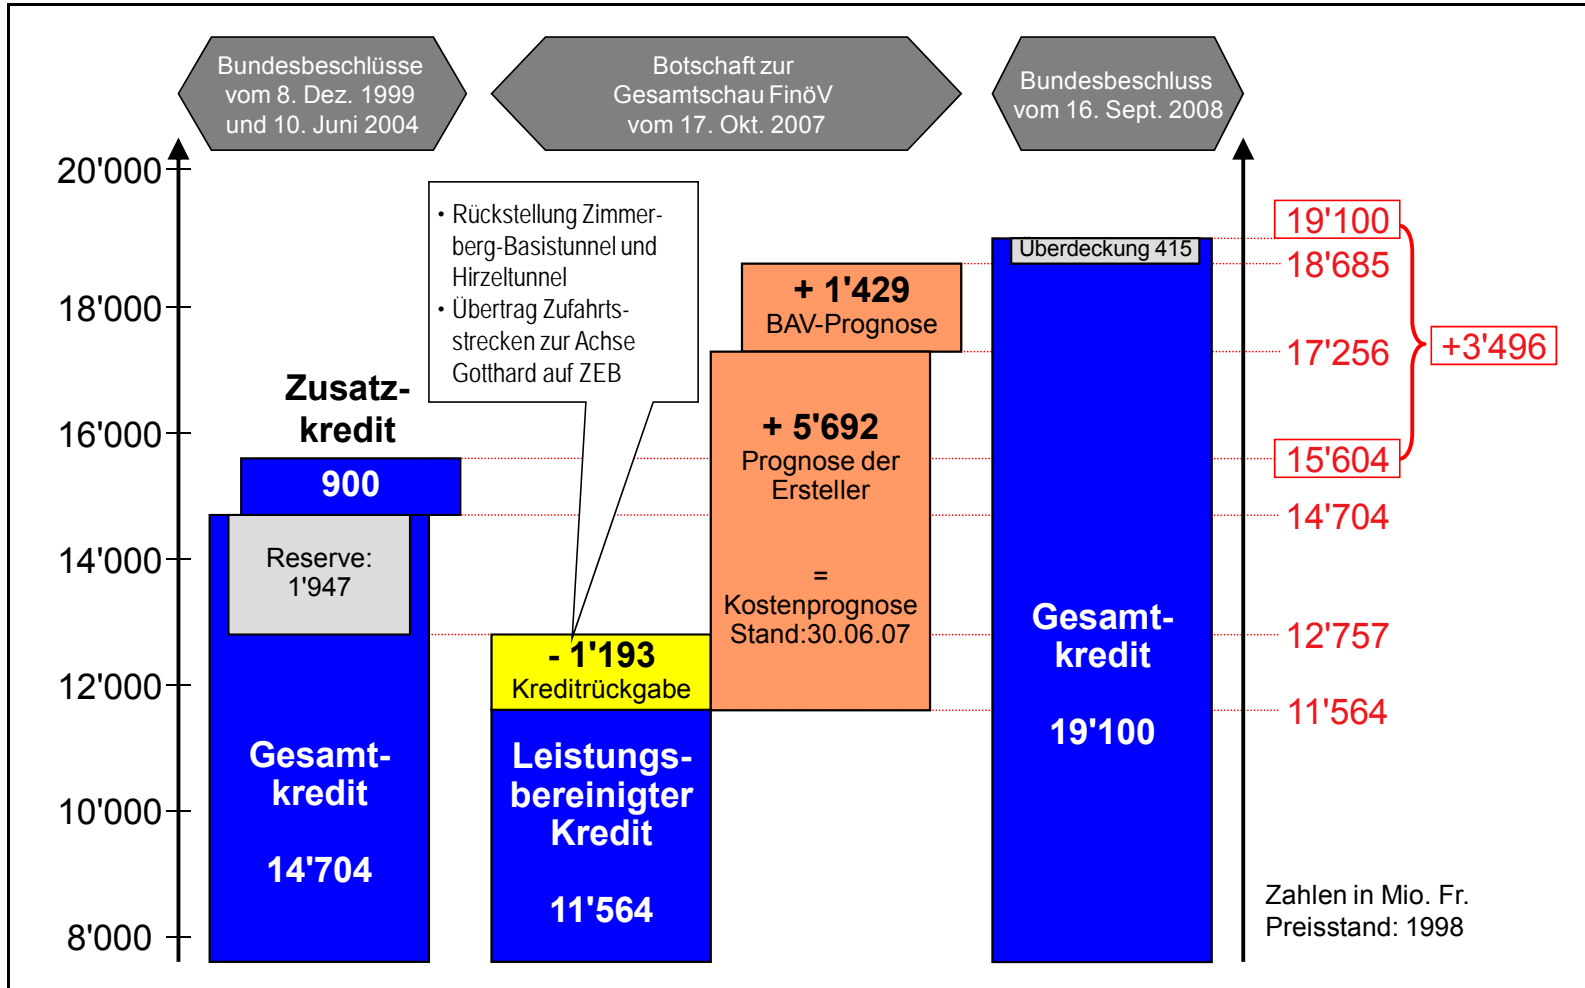 Bundesbeschlüsse
vom 8. Dez. 1999
und 10. Juni 2004
Botschaft zur
Gesamtschau FinöV
vom 17. Okt. 2007
Bundesbeschluss
vom 16. Sept. 2008
20'000
18'000
16'000
14'000
12'000
10'000
8'000
• Rückstellung Zimmer-
berg-Basistunnel und
Hirzeltunnel
• Übertrag Zufahrts-
strecken zur Achse
Gotthard auf ZEB
Zusatz-
kredit
900
Reserve:
1'947
Gesamt-
kredit
14'704
- 1'193
Kreditrückgabe
Leistungs-
bereinigter
Kredit
11'564
+ 1'429
BAV-Prognose
+ 5'692
Prognose der
Ersteller
=
Kostenprognose
Stand:30.06.07
Überdeckung 415
Gesamt-
kredit
19'100
19'100
18'685
17'256
15'604
14'704
12'757
11'564
+3'496
Zahlen in Mio. Fr.
Preisstand: 1998